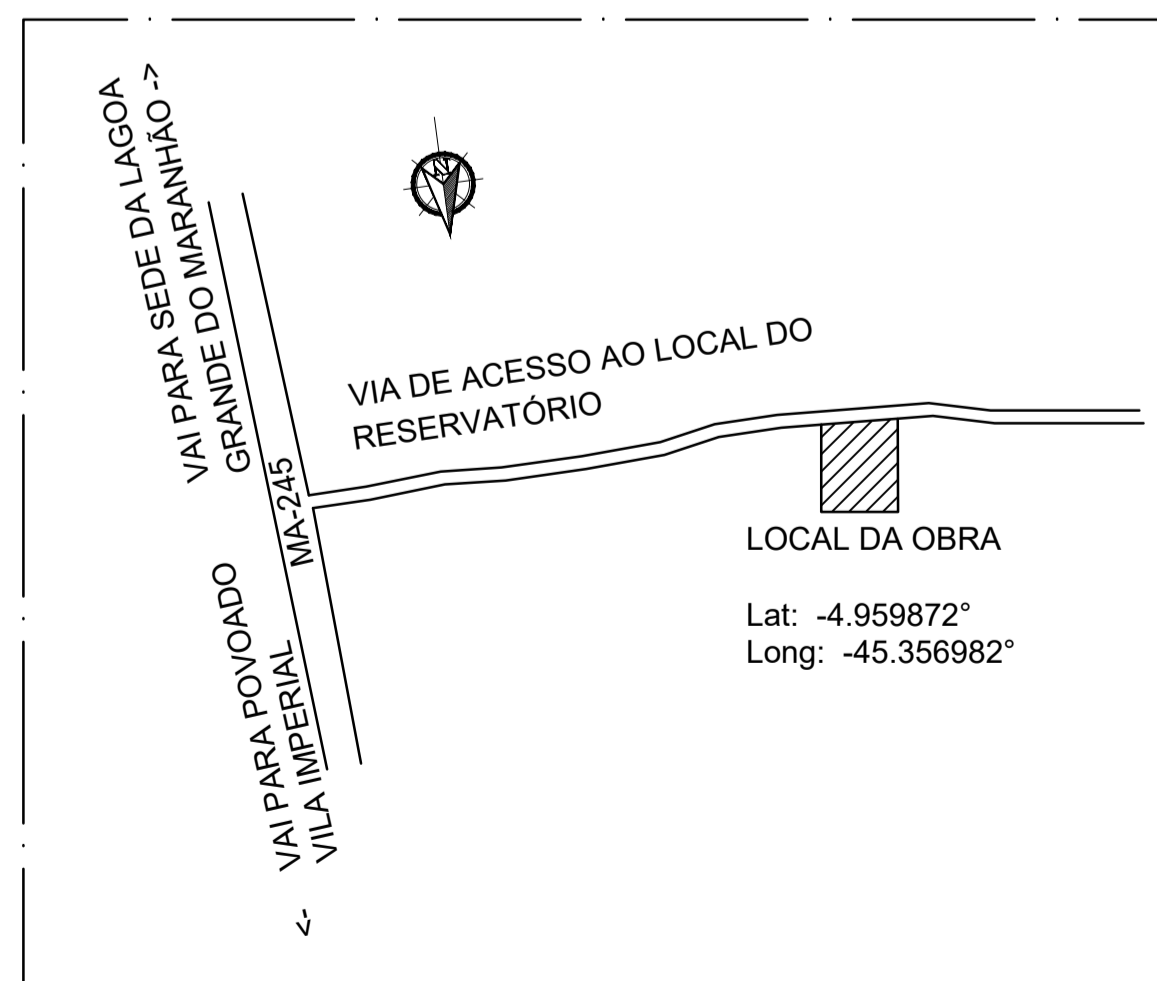 VAI PARA SEDE DA LAGOA
GRANDE DO MARANHÃO ->
N
VIA DE ACESSO AO LOCAL DO
RESERVATÓRIO
MA-245
LOCAL DA OBRA
Lat: -4.959872°
Long: -45.356982°
VAI PARA POVOADO
VILA IMPERIAL
<-